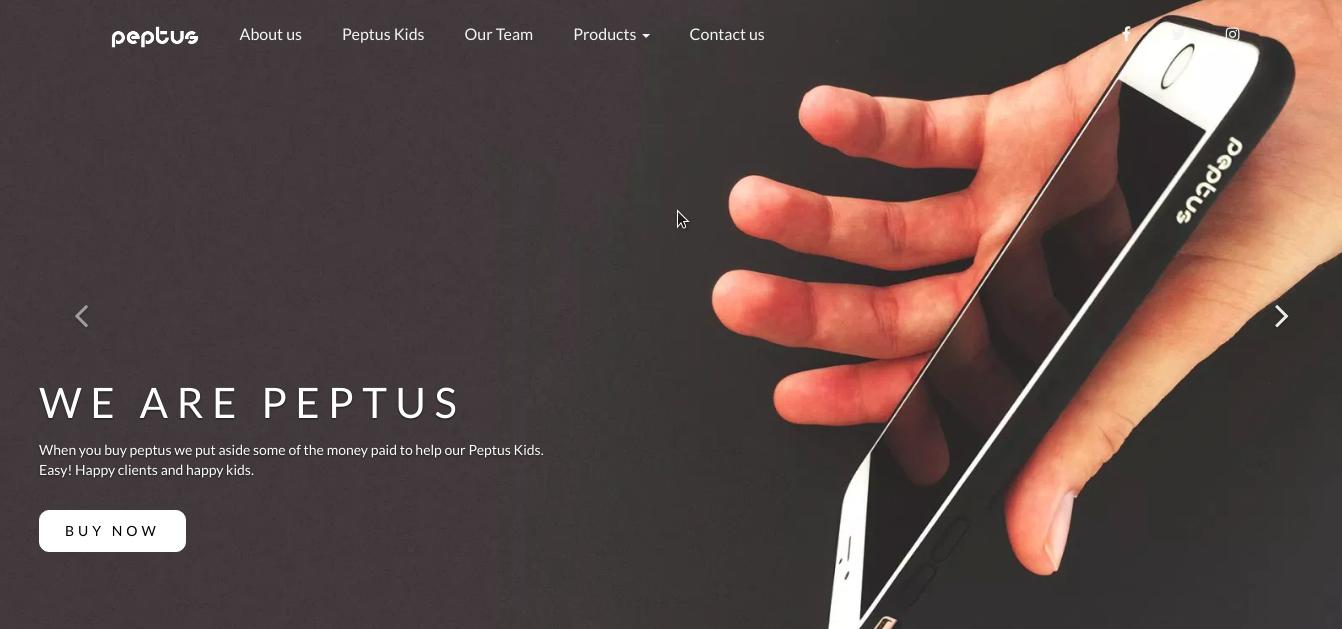 peptus
About us
Peptus Kids
Our Team
Products
Contact us
peptus
WE ARE PEPTUS
When you buy peptus we put aside some of the money paid to help our Peptus Kids.
Easy! Happy clients and happy kids.
BUY NOW